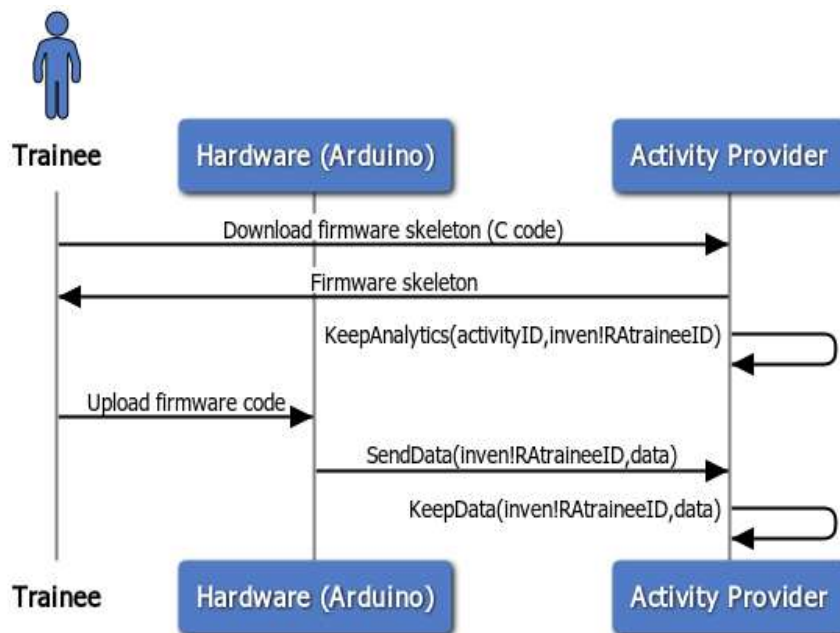 Trainee
Hardware (Arduino)
Activity Provider
Download firmware skeleton (C code)
Firmware skeleton
KeepAnalytics(activityID,inven!RAtraineeID)
Upload firmware code
SendData(inven!RAtraineeID,data)
KeepData(inven!RAtraineeID,data)
Trainee
Hardware (Arduino)
Activity Provider